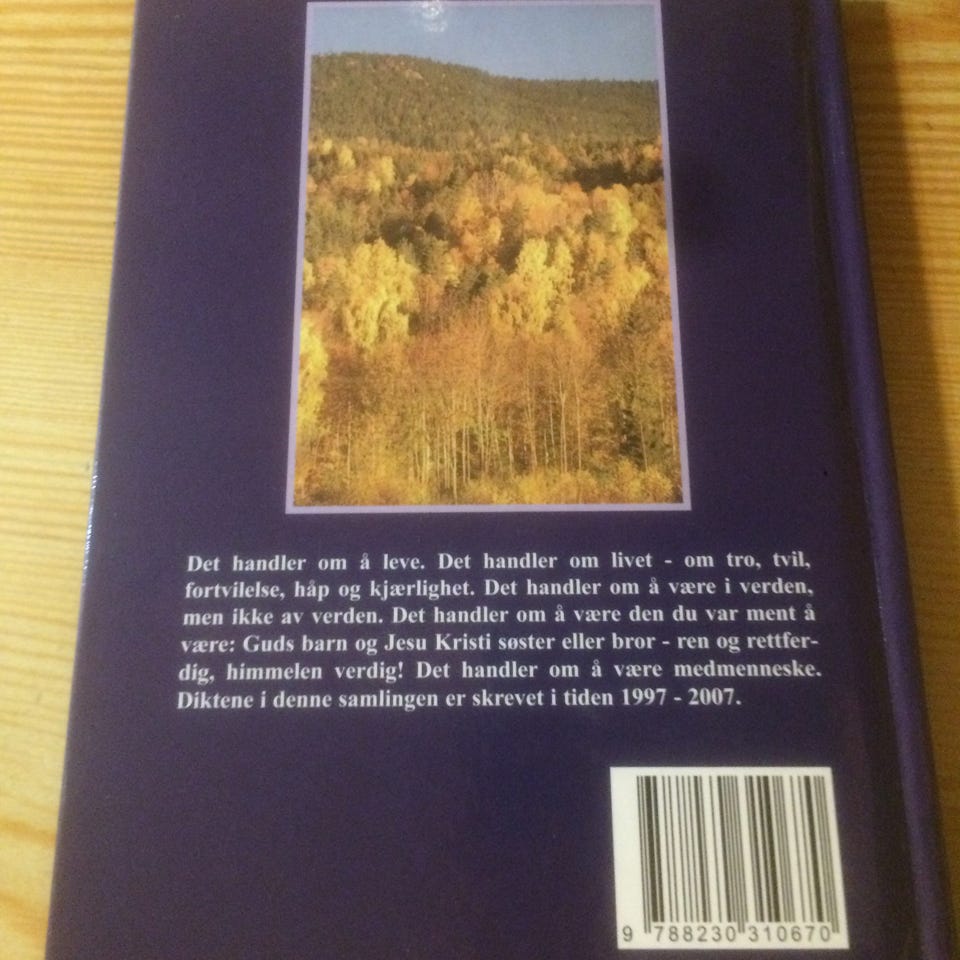 Det handler om å leve. Det handler om livet - om tro, tvil,
fortvilelse, håp og kjærlighet. Det handler om å være i verden,
men ikke av verden. Det handler om å være den du var ment å
være: Guds barn og Jesu Kristi søster eller bror - ren og rettfer-
dig, himmelen verdig! Det handler om å være medmenneske.
Diktene i denne samlingen er skrevet i tiden 1997 - 2007.
9 788230 310670